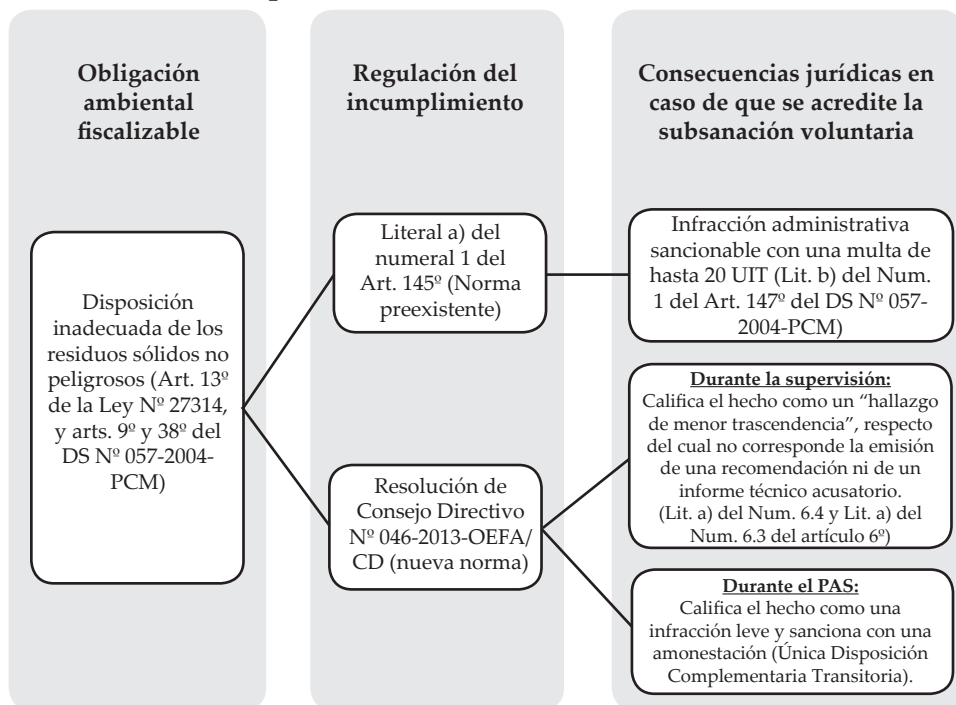 Obligación
ambiental
fiscalizable
Disposición
inadecuada de los
residuos sólidos no
peligrosos (Art. 13º
de la Ley Nº 27314,
y arts. 9º y 38º del
DS Nº 057-2004-
PCM)
Regulación del
incumplimiento
Literal a) del
numeral 1 del
Art. 145º (Norma
preexistente)
Resolución de
Consejo Directivo
Nº 046-2013-OEFA/
CD (nueva norma)
Consecuencias jurídicas en
caso de que se acredite la
subsanación voluntaria
Infracción administrativa
sancionable con una multa de
hasta 20 UIT (Lit. b) del Num.
1 del Art. 147º del DS Nº 057-
2004-PCM)
Durante la supervisión:
Califica el hecho como un “hallazgo
de menor trascendencia”, respecto
del cual no corresponde la emisión
de una recomendación ni de un
informe técnico acusatorio.
(Lit. a) del Num. 6.4 y Lit. a) del
Num. 6.3 del artículo 6º)
Durante el PAS:
Califica el hecho como una
infracción leve y sanciona con una
amonestación (Única Disposición
Complementaria Transitoria).